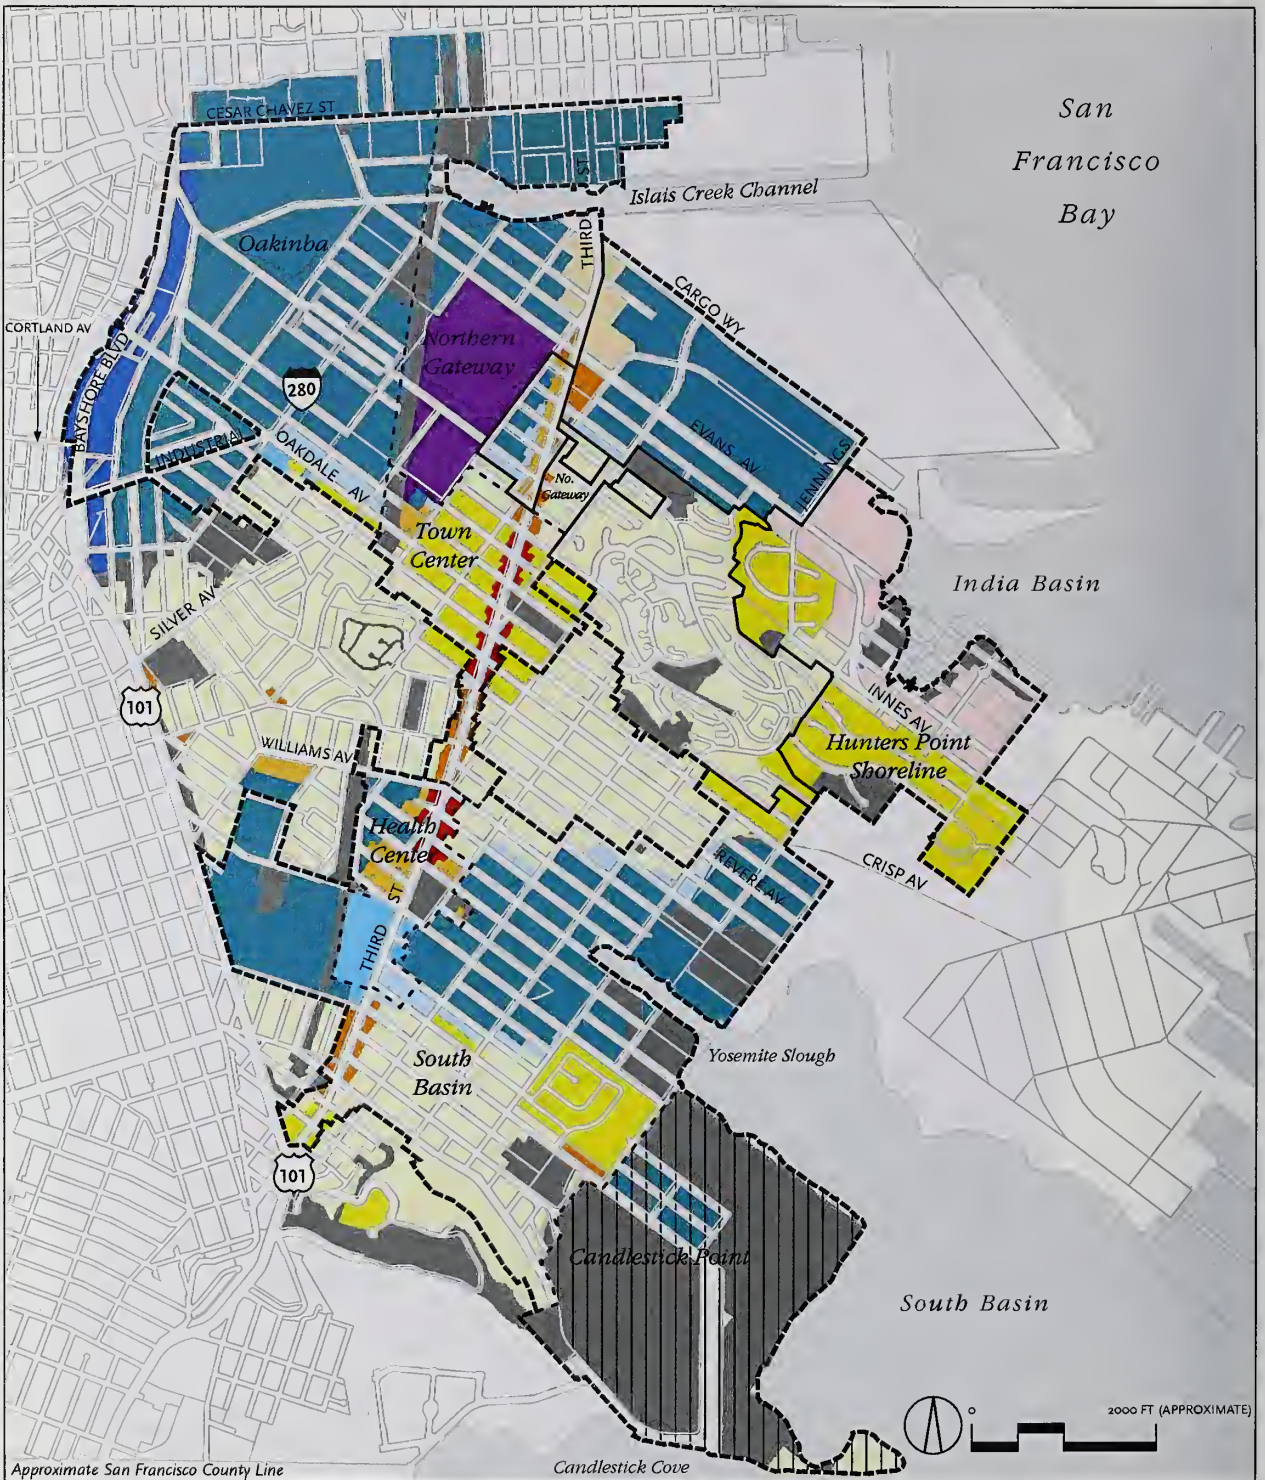 CESAR CHAVEZ ST
San
Francisco
Bay
ST
Islais Creek Channel
Oakinba
THIRD
CARGO WY
CORTLAND AV
Northern
Gateway
BAYSHORE BLVD
280
INDUSTRIAL
OAKDALE AV
EVANS AV
JENNINGS
No.
Gateway
Town
Center
India Basin
SILVER AV
101
INNES AV
WILLIAMS AV
Hunters Point
Shoreline
Health
Center
REVERE AV
CRISP AV
THIRD ST
South
Basin
Yosemite Slough
101
Candlestick Point
South Basin
0
2000 FT (APPROXIMATE)
Approximate San Francisco County Line
Candlestick Cove